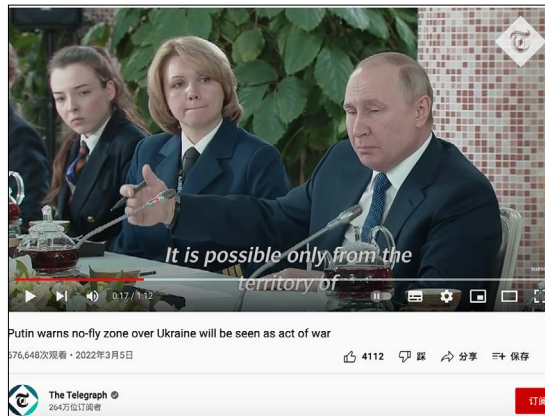 It is possible only from the
territory of
0:17 / 1:12
Putin warns no-fly zone over Ukraine will be seen as act of war
676,648次观看 • 2022年3月5日
4112
踩
分享
保存
The Telegraph
264万位订阅者
订阅